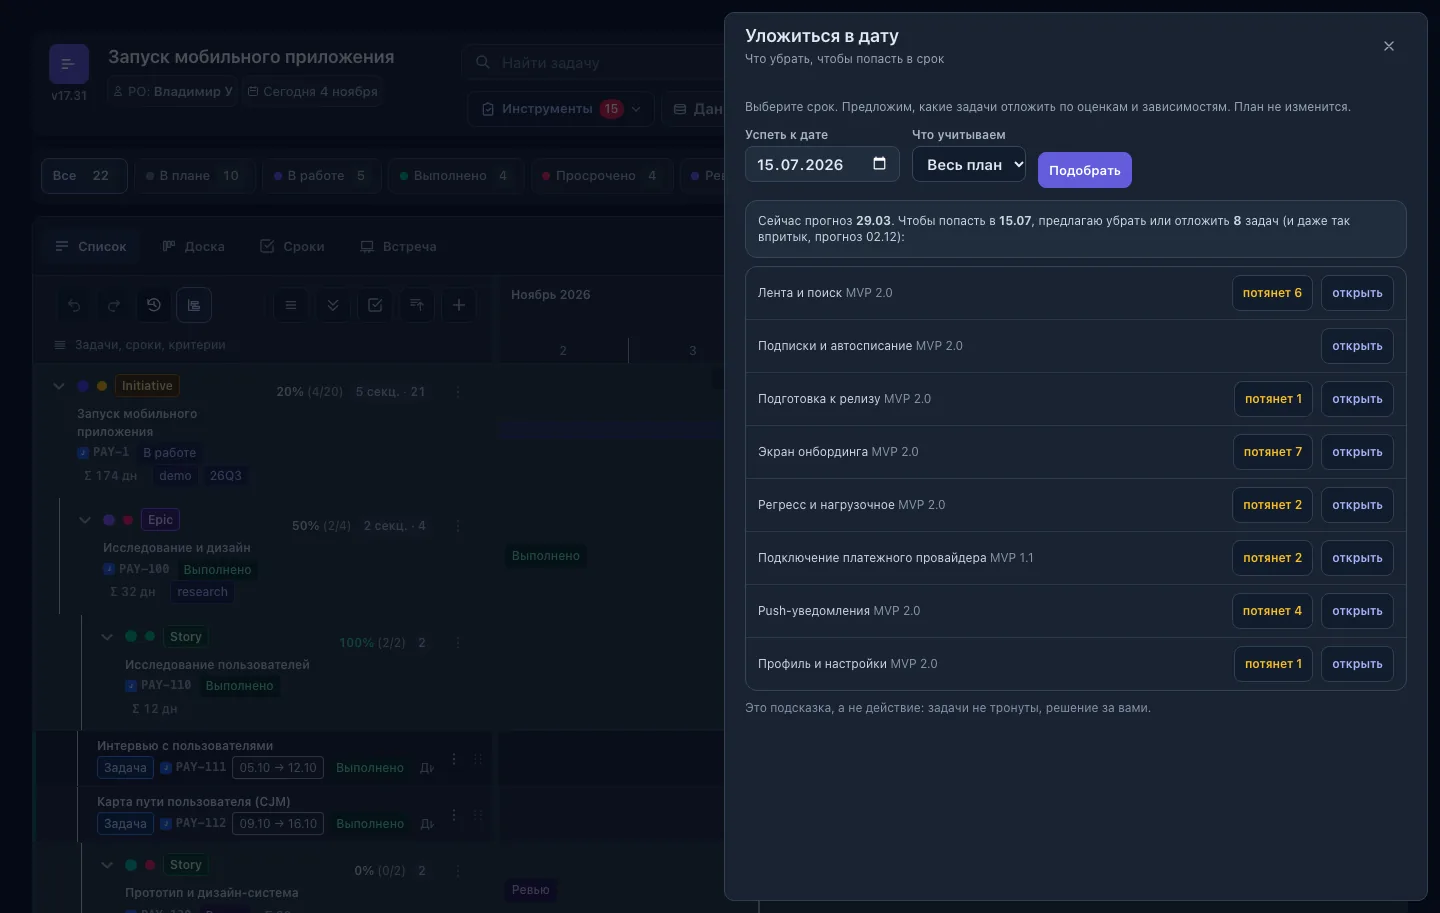 Запуск мобильного приложения
v17.31
PO: Владимир У
Сегодня 4 ноября
Найти задачу
Инструменты 15
Дан
Все 22
В плане 10
В работе 5
Выполнено 4
Просрочено 4
Рев
Список
Доска
Сроки
Встреча
Ноябрь 2026
Задачи, сроки, критерии
2
3
Initiative
20% (4/20) 5 секц. · 21
Запуск мобильного
приложения
PAY-1 В работе
Σ 174 дн demo 26Q3
Epic
50% (2/4) 2 секц. · 4
Исследование и дизайн
PAY-100 Выполнено
Σ 32 дн research
Выполнено
Story
100% (2/2) 2
Исследование пользователей
PAY-110 Выполнено
Σ 12 дн
Интервью с пользователями
Задача PAY-111 05.10 → 12.10 Выполнено
Карта пути пользователя (CJM)
Задача PAY-112 09.10 → 16.10 Выполнено
Story
0% (0/2) 2
Прототип и дизайн-система
Ревью
Уложиться в дату
Что убрать, чтобы попасть в срок
Выберите срок. Предложим, какие задачи отложить по оценкам и зависимостям. План не изменится.
Успеть к дате
Что учитываем
15.07.2026
Весь план
Подобрать
Сейчас прогноз 29.03. Чтобы попасть в 15.07, предлагаю убрать или отложить 8 задач (и даже так
впритык, прогноз 02.12):
Лента и поиск MVP 2.0 потянет 6 открыть
Подписки и автосписание MVP 2.0 открыть
Подготовка к релизу MVP 2.0 потянет 1 открыть
Экран онбординга MVP 2.0 потянет 7 открыть
Регресс и нагрузочное MVP 2.0 потянет 2 открыть
Подключение платежного провайдера MVP 1.1 потянет 2 открыть
Push-уведомления MVP 2.0 потянет 4 открыть
Профиль и настройки MVP 2.0 потянет 1 открыть
Это подсказка, а не действие: задачи не тронуты, решение за вами.